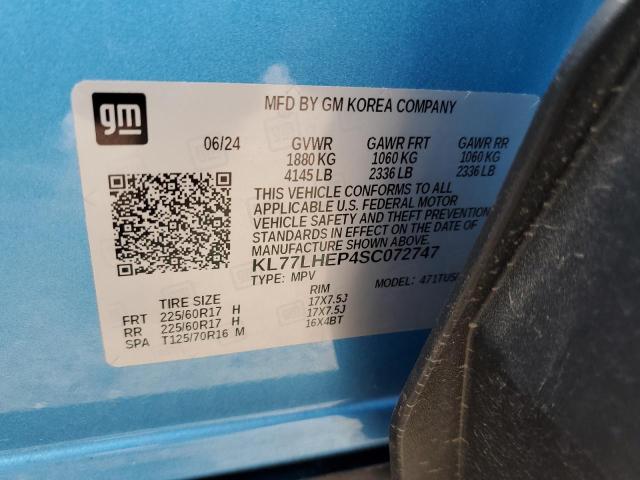 gm
MFD BY GM KOREA COMPANY
06/24 GVWR GAWR FRT GAWR RR
1880 KG 1060 KG 1060 KG
4145 LB 2336 LB 2336 LB
THIS VEHICLE CONFORMS TO ALL
APPLICABLE U.S. FEDERAL MOTOR
VEHICLE SAFETY AND THEFT PREVENTION
STANDARDS IN EFFECT ON THE DATE OF
MANUFACTURE SHOWN ABOVE.
KL77LHEP4SC072747
TYPE: MPV MODEL:
TIRE SIZE RIM
FRT 225/60R17 H 17X7.5J
RR 225/60R17 H 17X7.5J
SPA T125/70R16 M 16X4BT